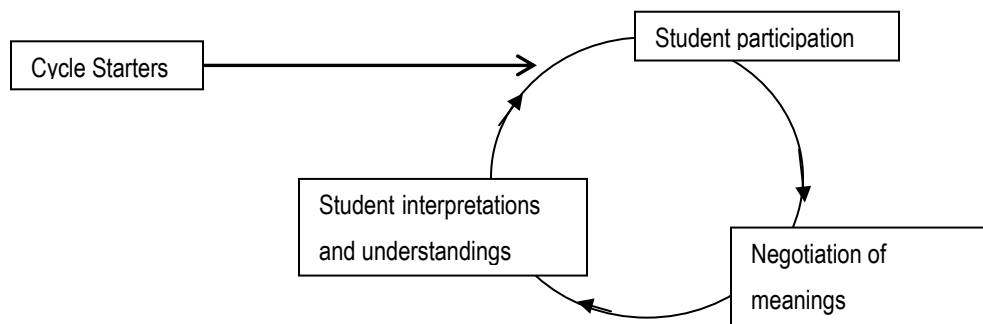 Student participation
Cycle Starters
Student interpretations
and understandings
Negotiation of
meanings